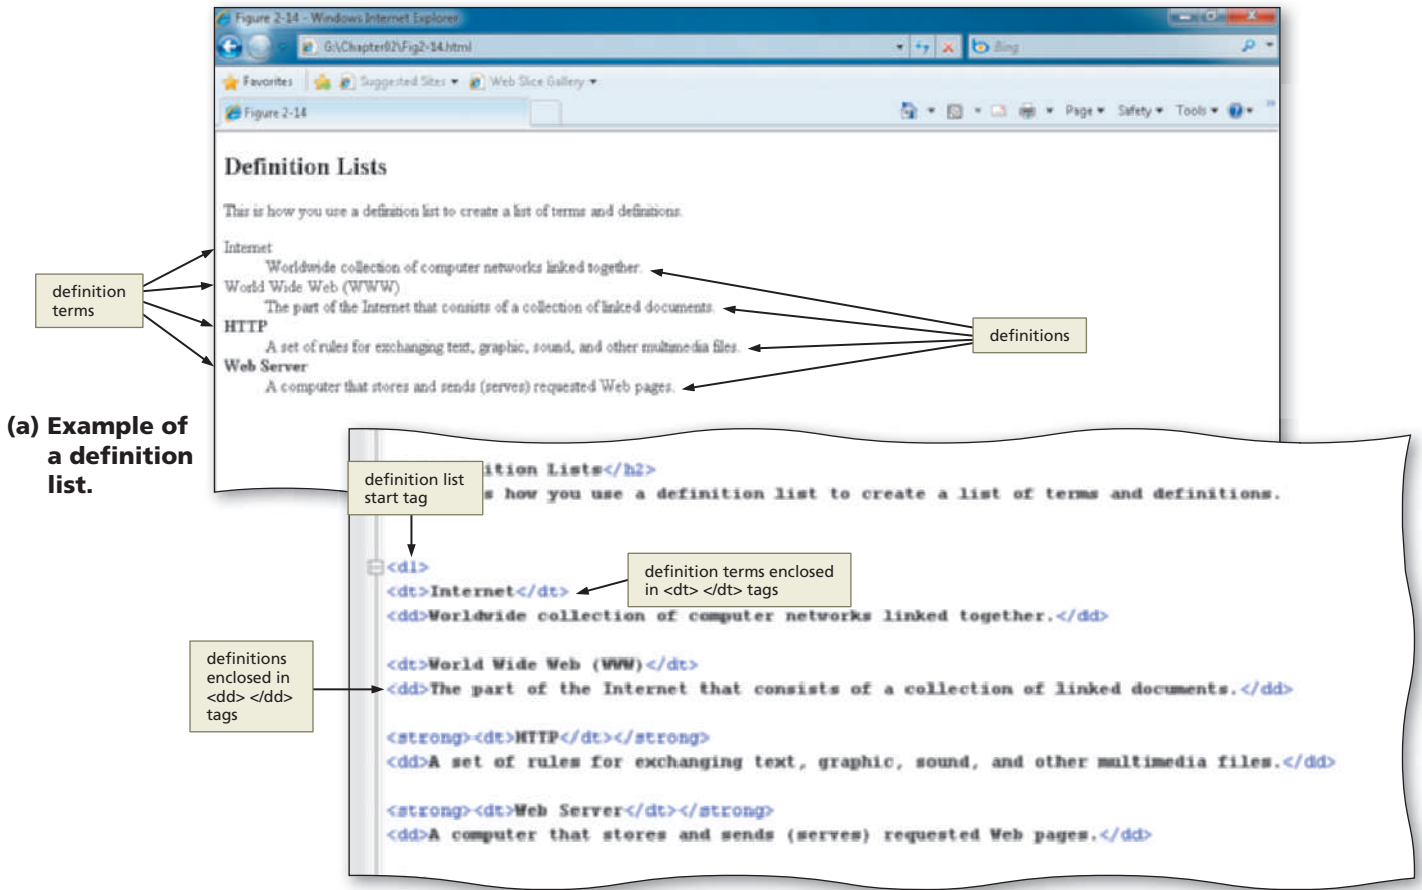 Figure 2-14 - Windows Internet Explorer
G:\Chapter02\Fig2-14.html
Bing
Favorites
Suggested Sites
Web Slice Gallery
Figure 2-14
Page
Safety
Tools
Definition Lists
This is how you use a definition list to create a list of terms and definitions.
Internet
Worldwide collection of computer networks linked together.
World Wide Web (WWW)
The part of the Internet that consists of a collection of linked documents.
HTTP
A set of rules for exchanging text, graphic, sound, and other multimedia files.
Web Server
A computer that stores and sends (serves) requested Web pages.
definition
terms
definitions
(a) Example of
a definition
list.
definition list
start tag
ition Lists</h2>
s how you use a definition list to create a list of terms and definitions.
<dl>
<dt>Internet</dt>
definition terms enclosed
in <dt> </dt> tags
<dd>Worldwide collection of computer networks linked together.</dd>
definitions
enclosed in
<dd> </dd>
tags
<dt>World Wide Web (WWW)</dt>
<dd>The part of the Internet that consists of a collection of linked documents.</dd>
<strong><dt>HTTP</dt></strong>
<dd>A set of rules for exchanging text, graphic, sound, and other multimedia files.</dd>
<strong><dt>Web Server</dt></strong>
<dd>A computer that stores and sends (serves) requested Web pages.</dd>